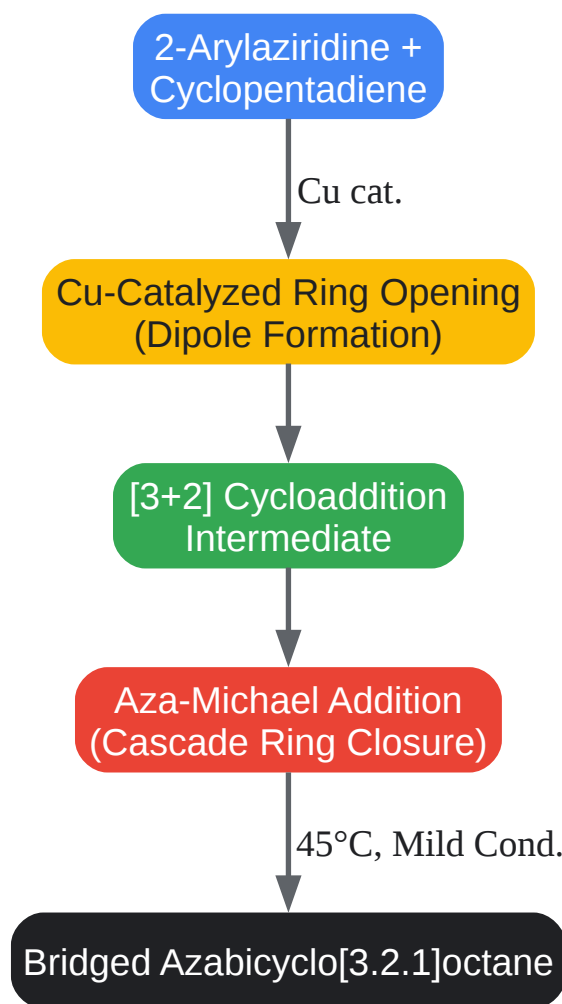 2-Arylaziridine +
Cyclopentadiene
Cu cat.
Cu-Catalyzed Ring Opening
(Dipole Formation)
[3+2] Cycloaddition
Intermediate
Aza-Michael Addition
(Cascade Ring Closure)
45°C, Mild Cond.
Bridged Azabicyclo[3.2.1]octane